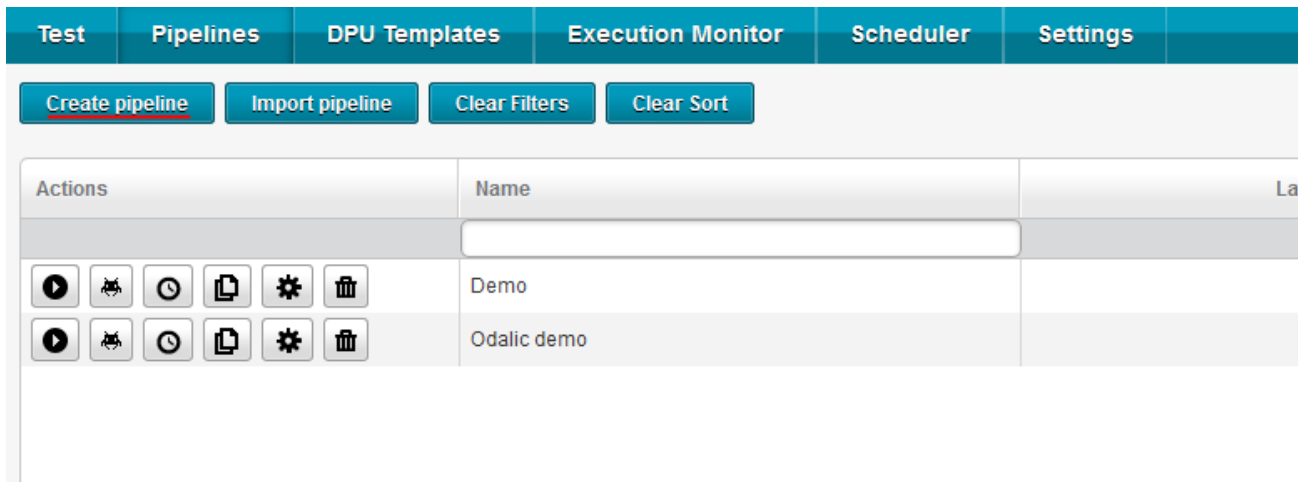 Test Pipelines DPU Templates Execution Monitor Scheduler Settings
Create pipeline Import pipeline Clear Filters Clear Sort
Actions Name La
Demo
Odalic demo